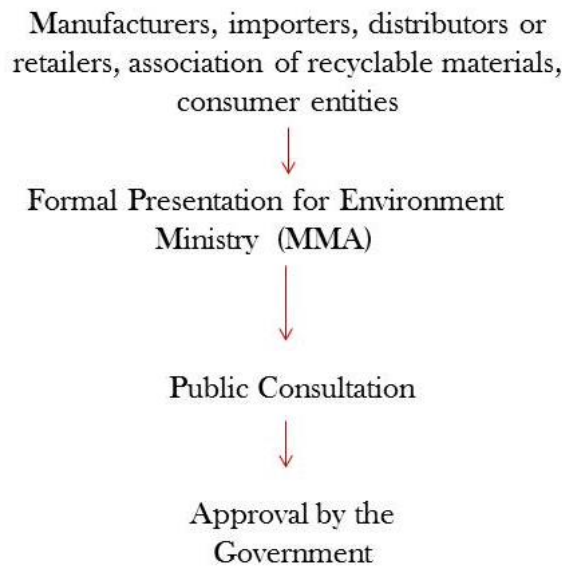 Manufacturers, importers, distributors or
retailers, association of recyclable materials,
consumer entities
Formal Presentation for Environment
Ministry (MMA)
Public Consultation
Approval by the
Government